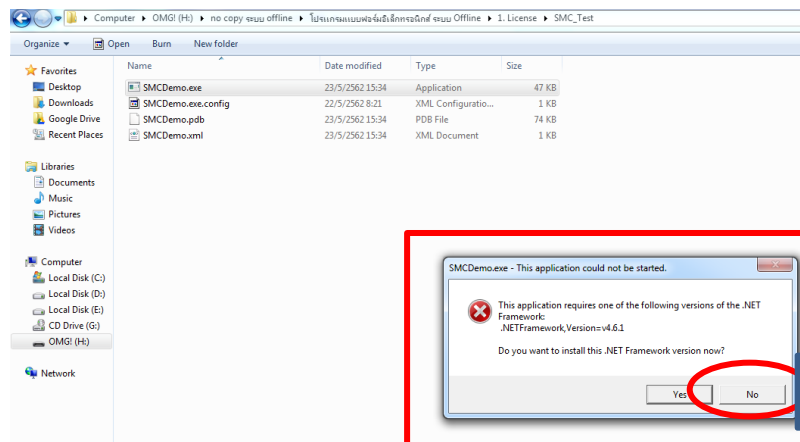 Computer ▸ OMG! (H:) ▸ no copy ระบบ offline ▸ โปรแกรมแบบฟอร์มอิเล็กทรอนิกส์ ระบบ Offline ▸ 1. License ▸ SMC_Test
Organize Open Burn New folder
Name Date modified Type Size
Favorites
Desktop
Downloads
Google Drive
Recent Places
Libraries
Documents
Music
Pictures
Videos
Computer
Local Disk (C:)
Local Disk (D:)
Local Disk (E:)
CD Drive (G:)
OMG! (H:)
Network
SMCDemo.exe 23/5/2562 15:34 Application 47 KB
SMCDemo.exe.config 22/5/2562 8:21 XML Configuratio... 1 KB
SMCDemo.pdb 23/5/2562 15:34 PDB File 74 KB
SMCDemo.xml 23/5/2562 15:34 XML Document 1 KB
SMCDemo.exe - This application could not be started.
This application requires one of the following versions of the .NET
Framework:
.NETFramework,Version=v4.6.1
Do you want to install this .NET Framework version now?
Yes No